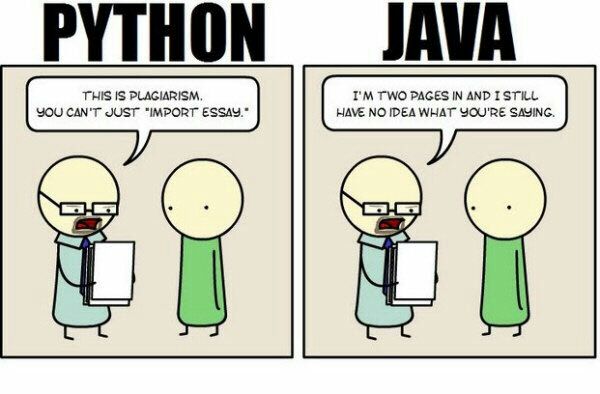 PYTHON
THIS IS PLAGIARISM.
YOU CAN'T JUST "IMPORT ESSAY."
JAVA
I'M TWO PAGES IN AND I STILL
HAVE NO IDEA WHAT YOU'RE SAYING.